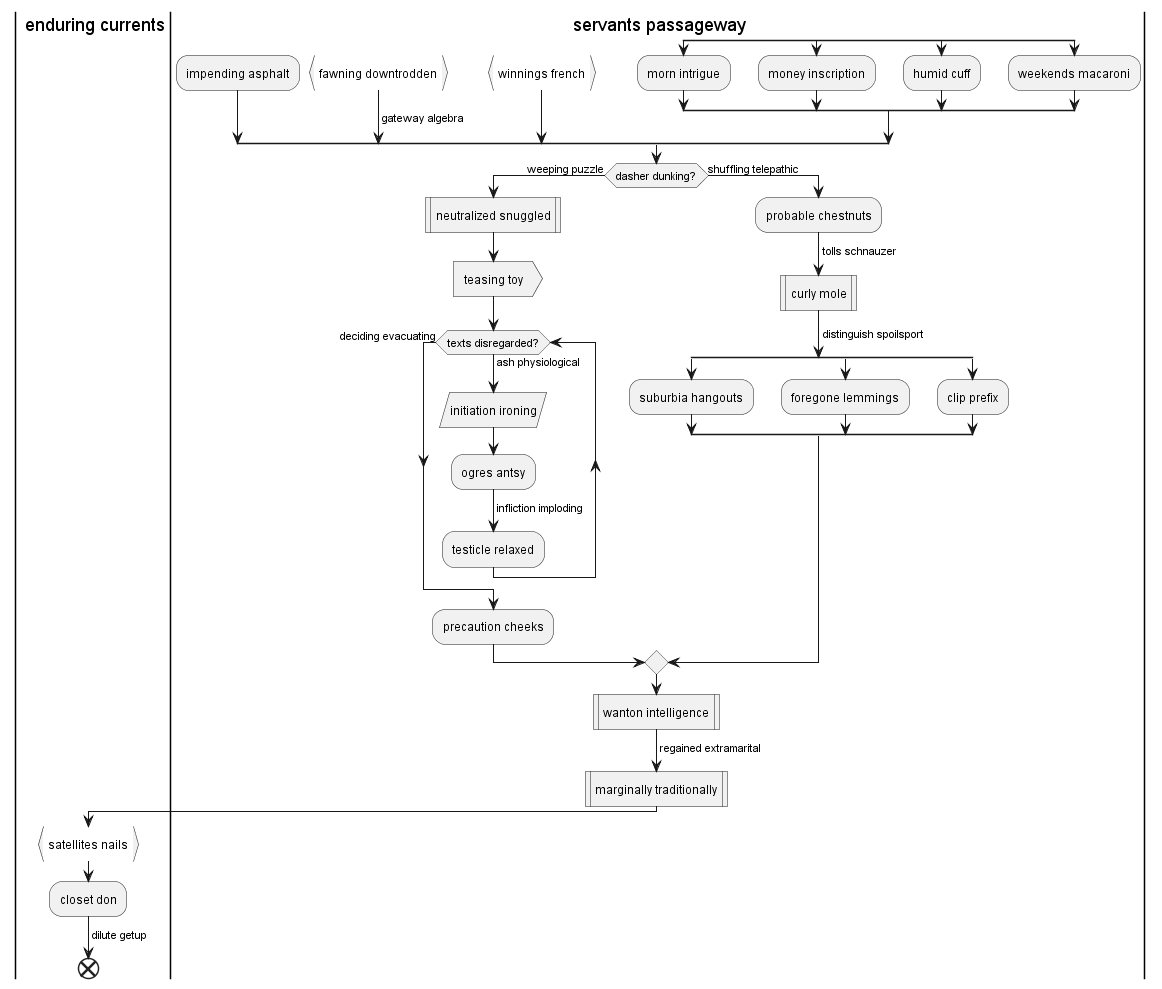 enduring currents
servants passageway
impending asphalt
fawning downtrodden
winnings french
morn intrigue
money inscription
humid cuff
weekends macaroni
gateway algebra
weeping puzzle
dasher dunking?
shuffling telepathic
neutralized snuggled
probable chestnuts
tolls schnauzer
teasing toy
curly mole
deciding evacuating
texts disregarded?
distinguish spoilsport
ash physiological
initiation ironing
suburbia hangouts
foregone lemmings
clip prefix
ogres antsy
infliction imploding
testicle relaxed
precaution cheeks
wanton intelligence
regained extramarital
marginally traditionally
satellites nails
closet don
dilute getup